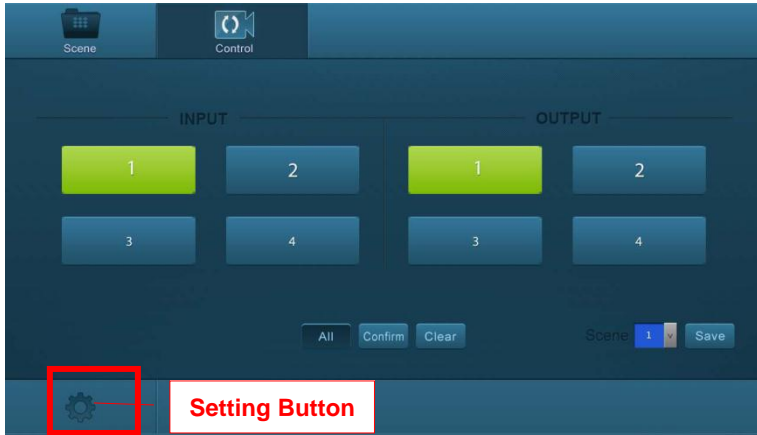 Scene
Control
INPUT
OUTPUT
1 2 1 2
3 4 3 4
All Confirm Clear Scene 1 v Save
Setting Button